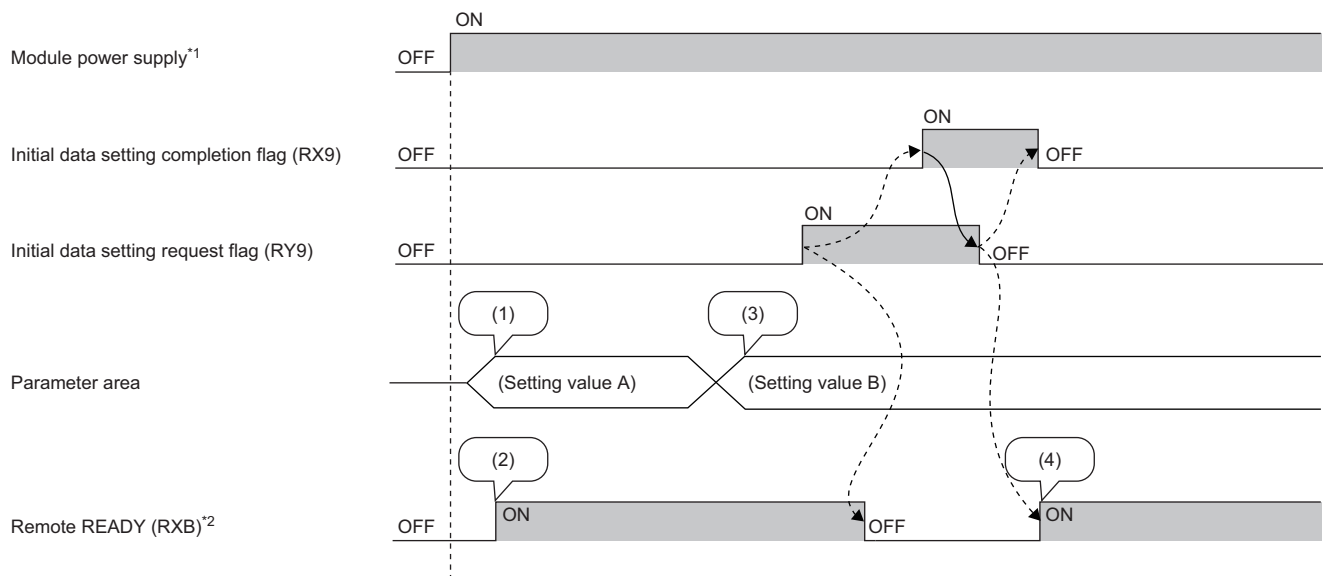 ON
Module power supply*1
OFF
ON
Initial data setting completion flag (RX9)
OFF
OFF
ON
Initial data setting request flag (RY9)
OFF
OFF
(1)
(3)
Parameter area
(Setting value A)
(Setting value B)
(2)
(4)
ON
ON
Remote READY (RXB)*2
OFF
OFF